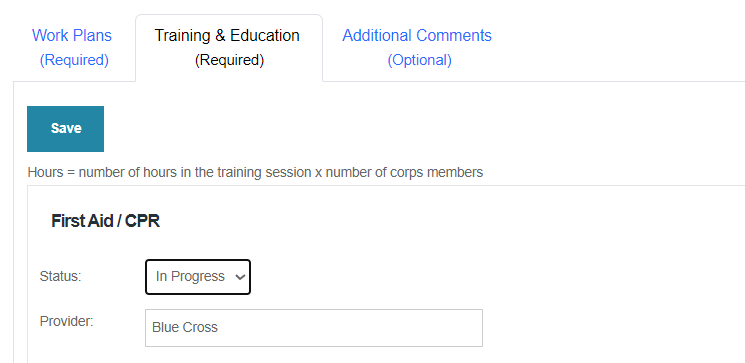 Work Plans
(Required)
Training & Education
(Required)
Additional Comments
(Optional)
Save
Hours = number of hours in the training session x number of corps members
First Aid / CPR
Status:
In Progress
Provider:
Blue Cross